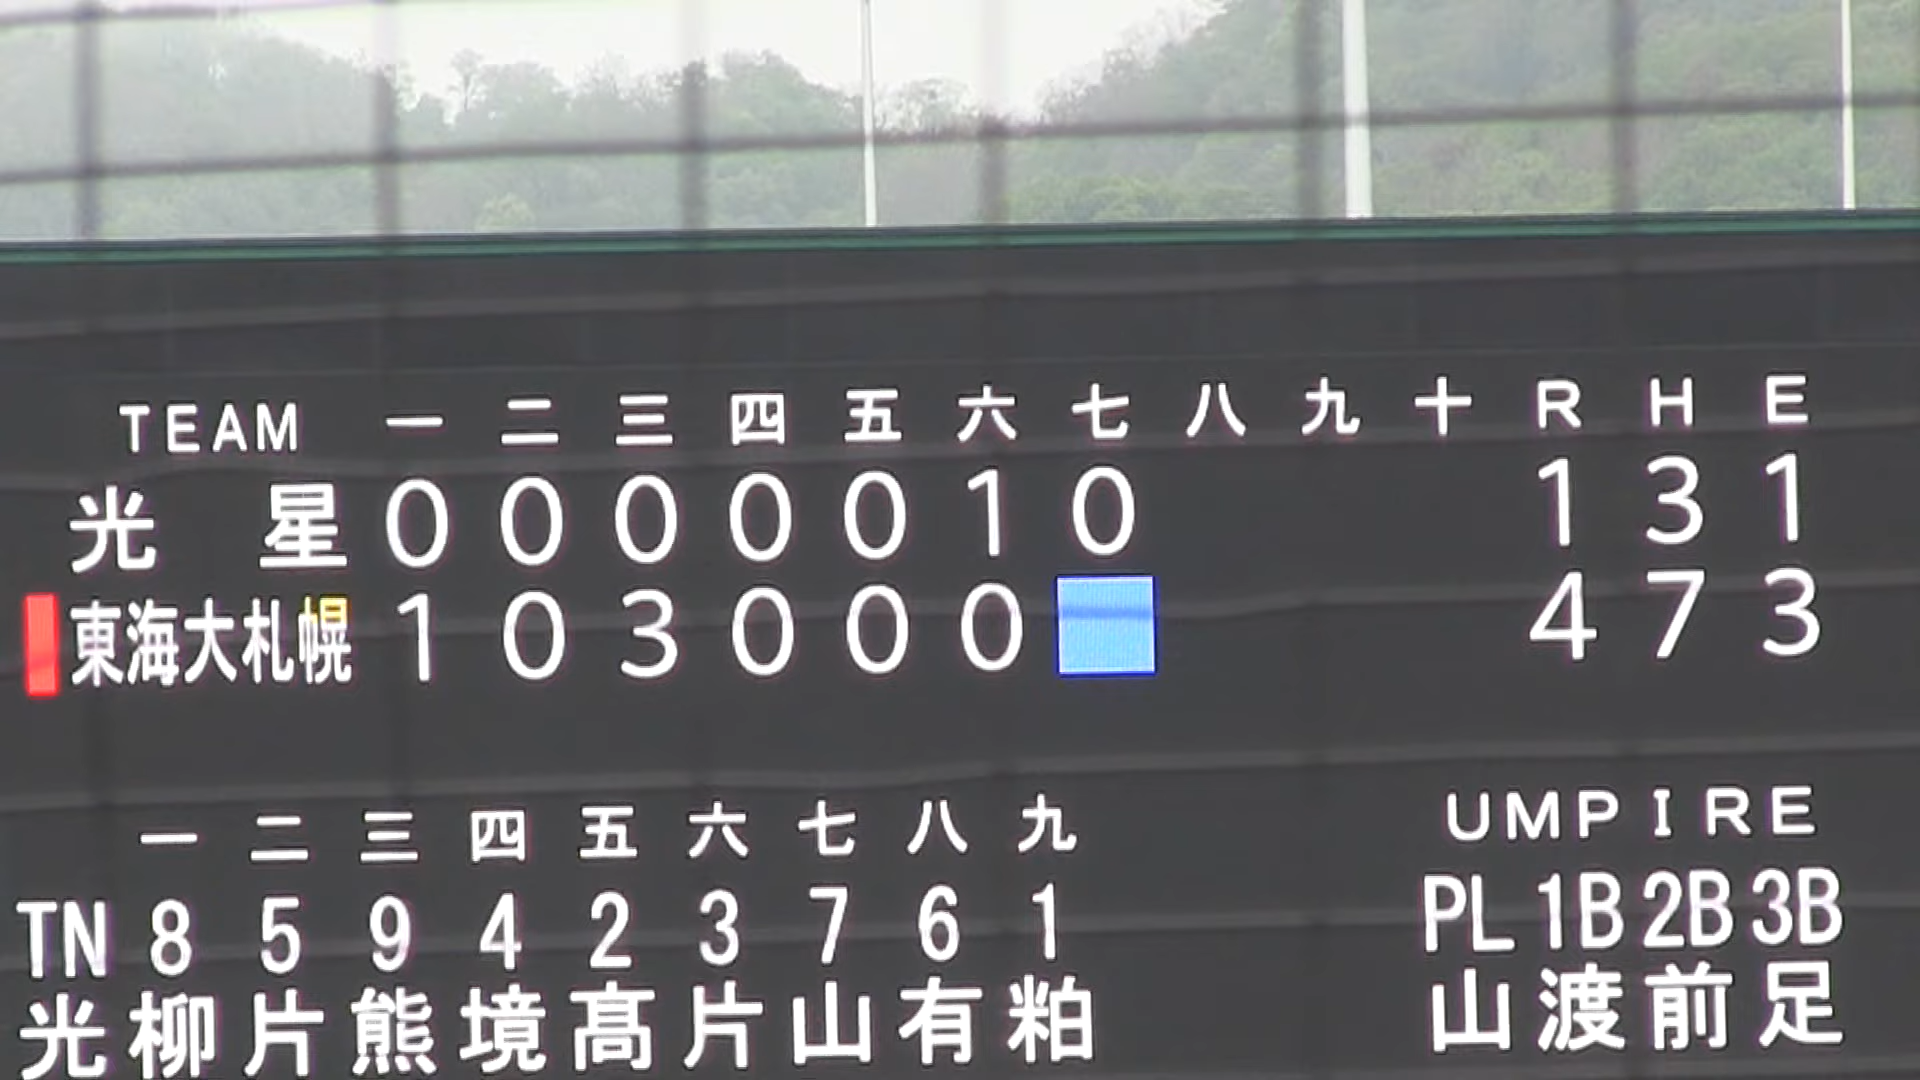 TEAM 一 二 三 四 五 六 七 八 九 十 R H E
光 星 0 0 0 0 0 1 0 1 3 1
東海大札幌 1 0 3 0 0 0 4 7 3
一 二 三 四 五 六 七 八 九 UMPIRE
TN 8 5 9 4 2 3 7 6 1 PL 1B 2B 3B
光 柳 片 熊 境 髙 片 山 有 粕 山 渡 前 足